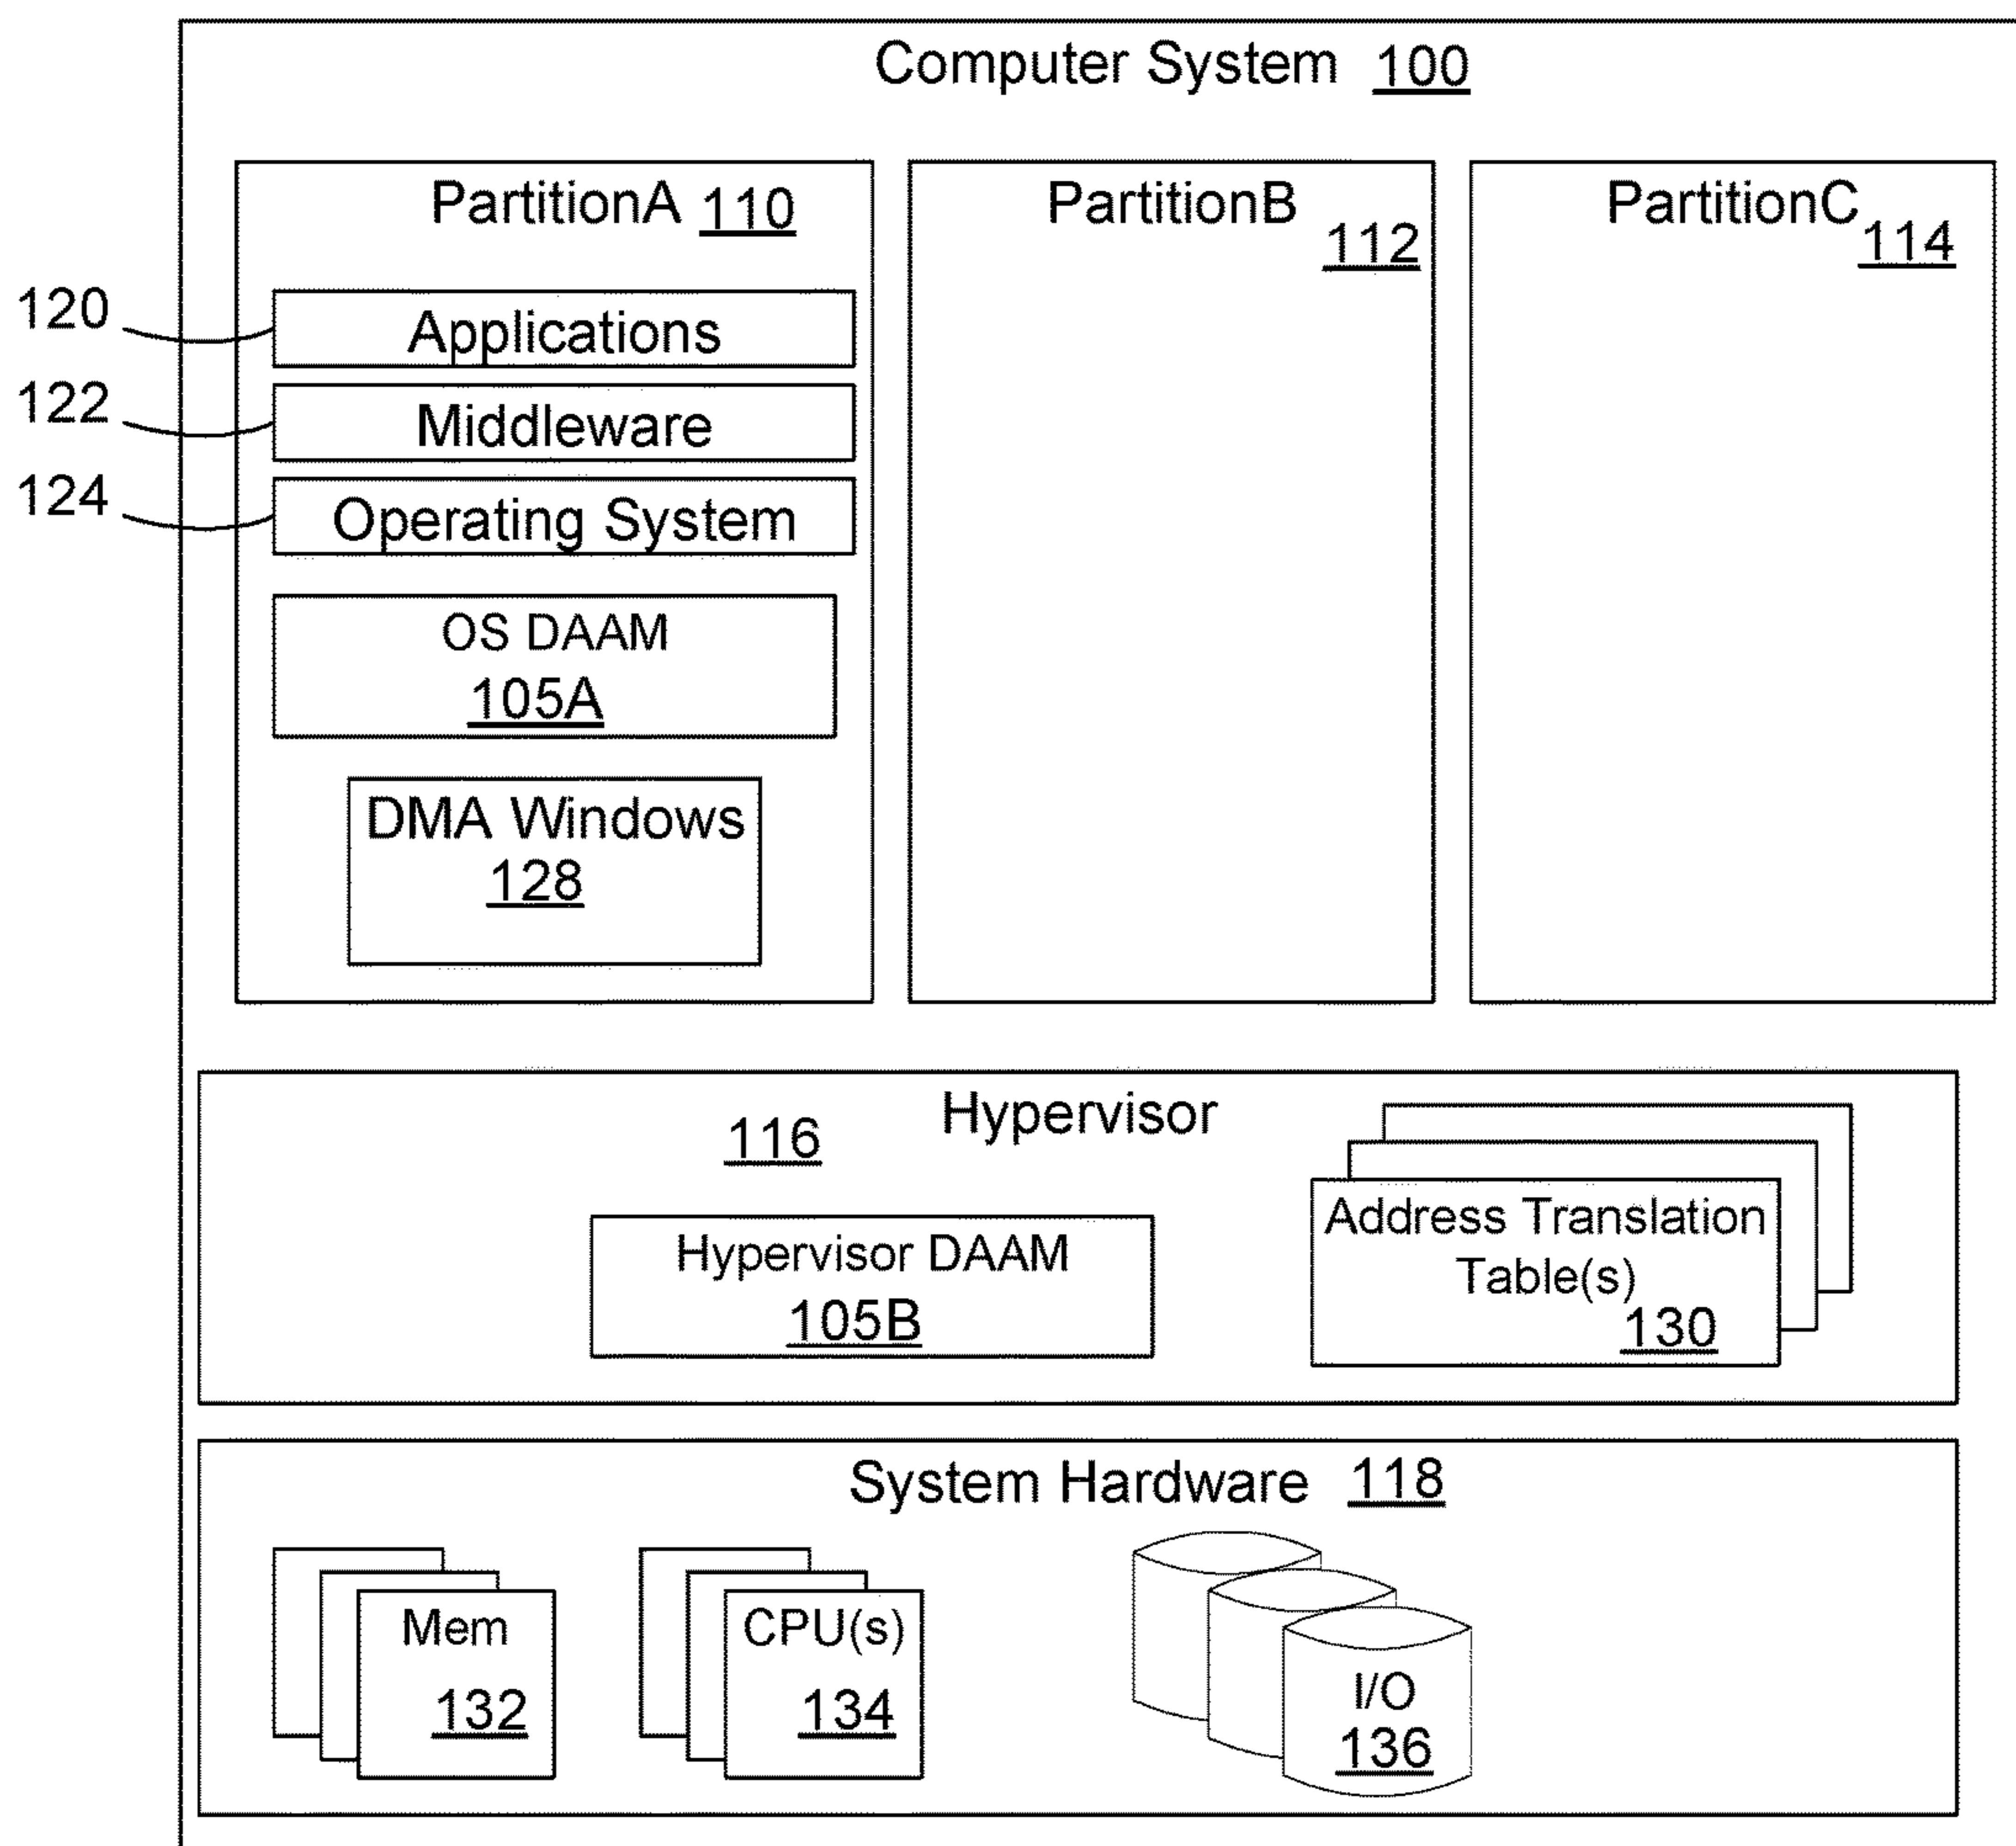 Computer System 100
PartitionA 110
PartitionB
112
PartitionC
114
120
Applications
122
Middleware
124
Operating System
OS DAAM
105A
DMA Windows
128
Hypervisor
116
Hypervisor DAAM
105B
Address Translation
Table(s)
130
System Hardware 118
Mem
132
CPU(s)
134
I/O
136